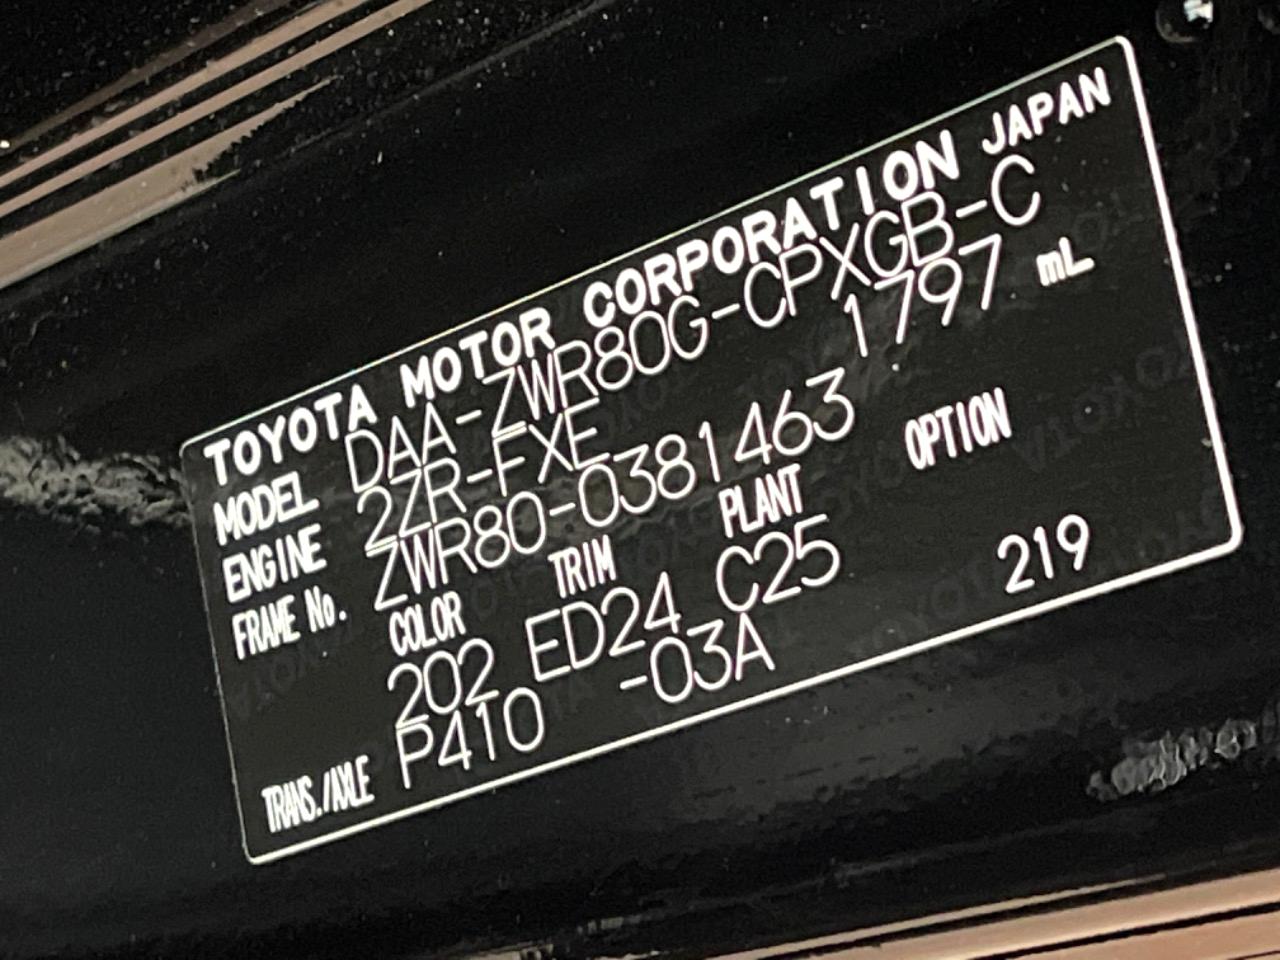 TOYOTA MOTOR CORPORATION JAPAN
MODEL DAA-ZWR80G-CPXGB-C
ENGINE 2ZR-FXE 1797 mL
FRAME No. ZWR80-0381463
COLOR TRIM PLANT OPTION
202 ED24 C25 219
TRANS./AXLE P410 -03A